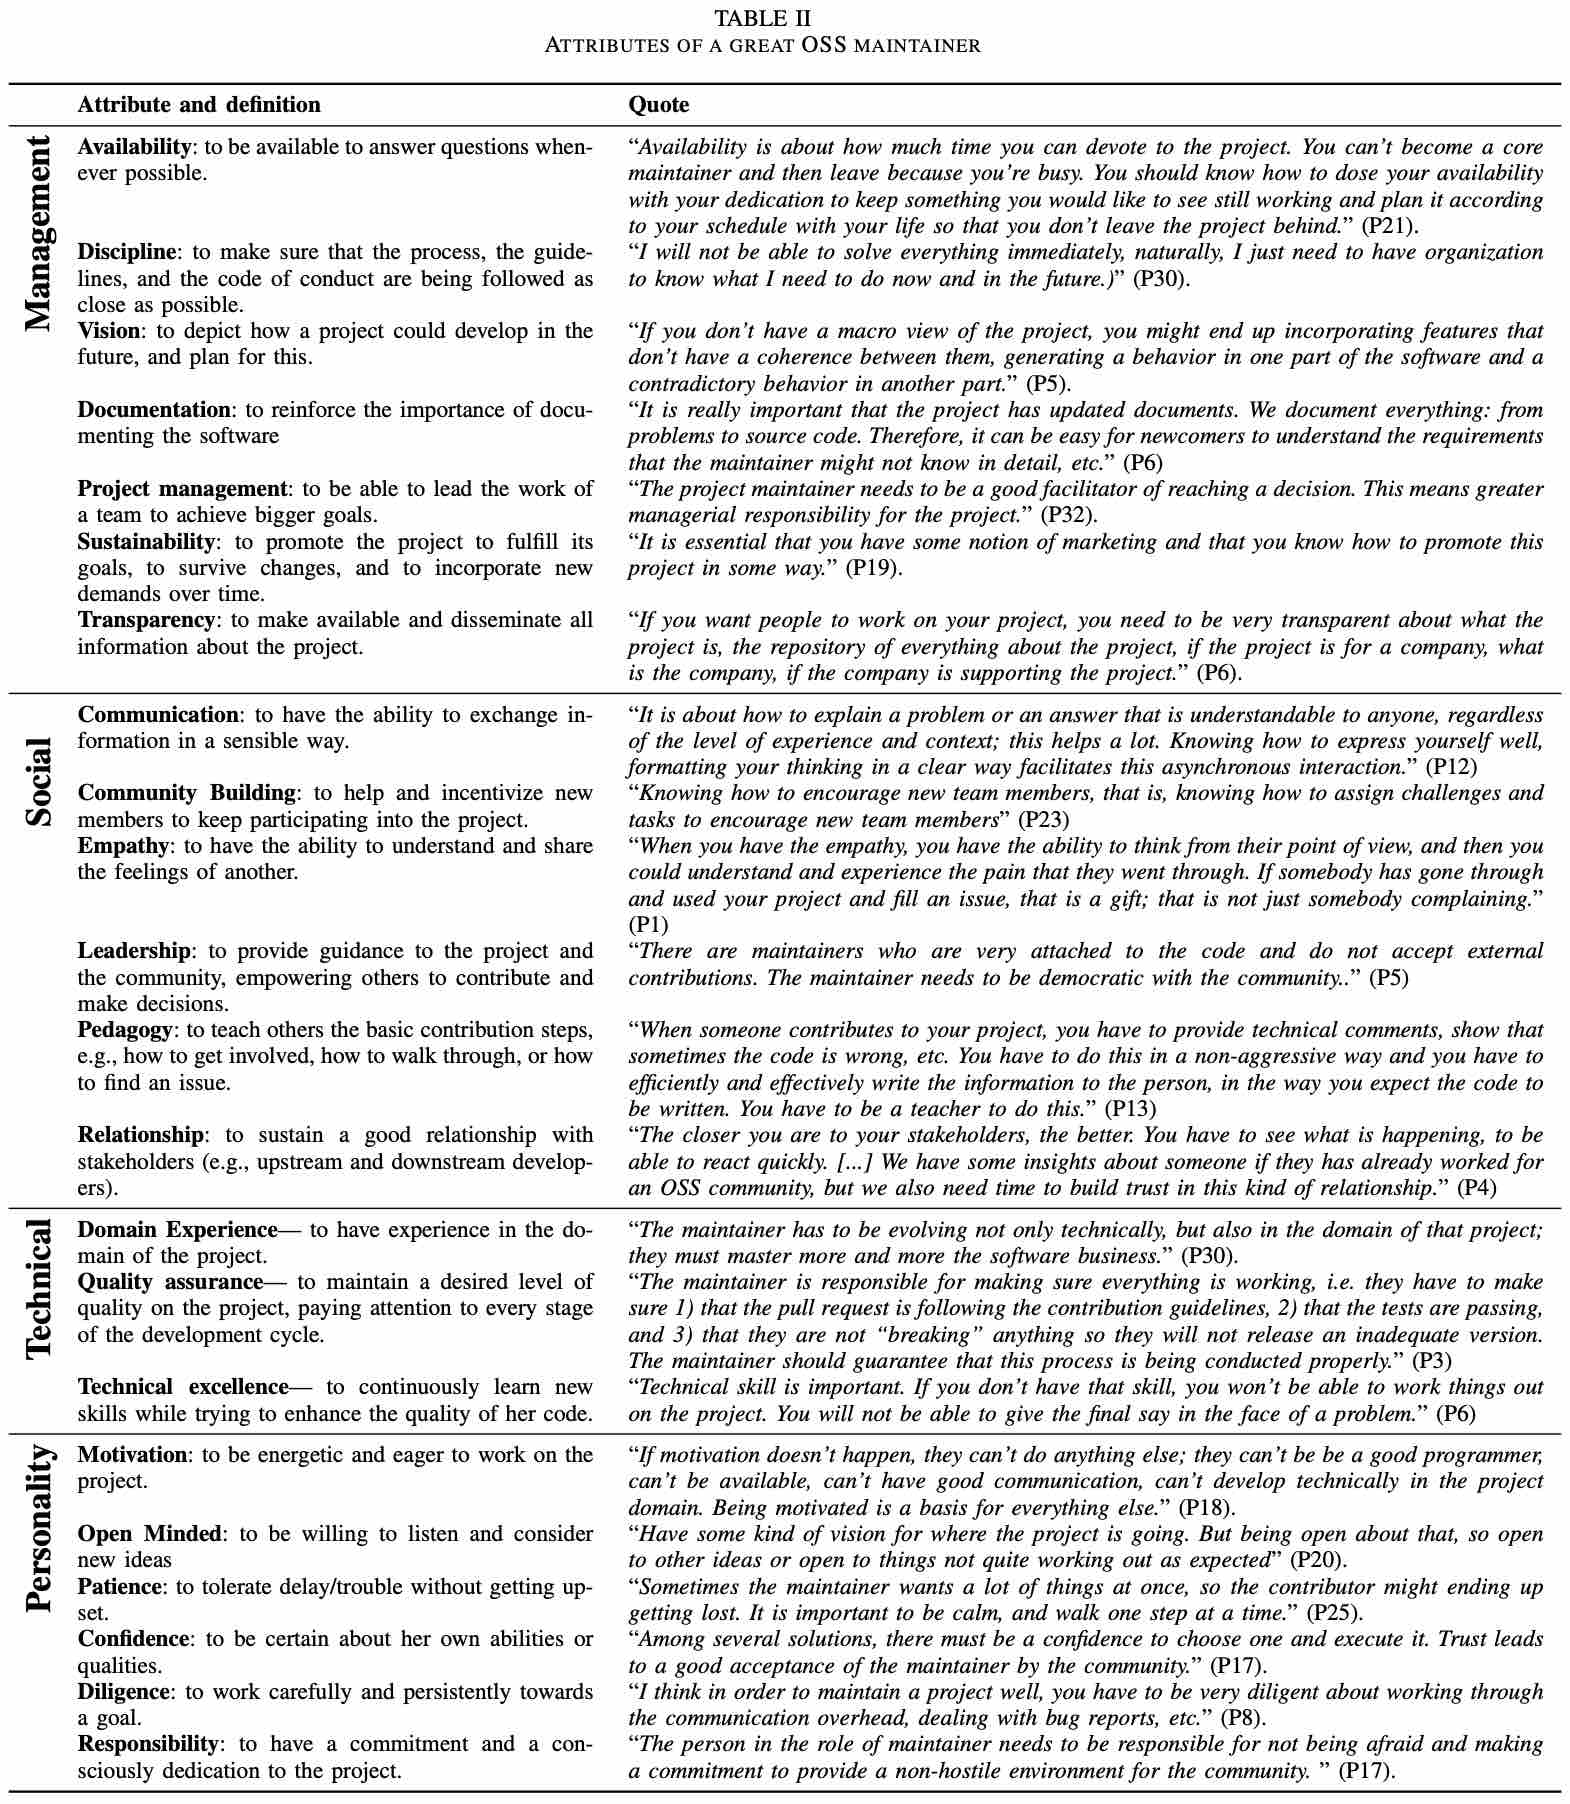 TABLE II
ATTRIBUTES OF A GREAT OSS MAINTAINER
Attribute and definition
Quote
Management
Availability: to be available to answer questions when-
ever possible.
“Availability is about how much time you can devote to the project. You can’t become a core
maintainer and then leave because you’re busy. You should know how to dose your availability
with your dedication to keep something you would like to see still working and plan it according
to your schedule with your life so that you don’t leave the project behind.” (P21).
Discipline: to make sure that the process, the guide-
lines, and the code of conduct are being followed as
close as possible.
“I will not be able to solve everything immediately, naturally, I just need to have organization
to know what I need to do now and in the future.)” (P30).
Vision: to depict how a project could develop in the
future, and plan for this.
“If you don’t have a macro view of the project, you might end up incorporating features that
don’t have a coherence between them, generating a behavior in one part of the software and a
contradictory behavior in another part.” (P5).
Documentation: to reinforce the importance of docu-
menting the software
“It is really important that the project has updated documents. We document everything: from
problems to source code. Therefore, it can be easy for newcomers to understand the requirements
that the maintainer might not know in detail, etc.” (P6)
Project management: to be able to lead the work of
a team to achieve bigger goals.
“The project maintainer needs to be a good facilitator of reaching a decision. This means greater
managerial responsibility for the project.” (P32).
Sustainability: to promote the project to fulfill its
goals, to survive changes, and to incorporate new
demands over time.
“It is essential that you have some notion of marketing and that you know how to promote this
project in some way.” (P19).
Transparency: to make available and disseminate all
information about the project.
“If you want people to work on your project, you need to be very transparent about what the
project is, the repository of everything about the project, if the project is for a company, what
is the company, if the company is supporting the project.” (P6).
Social
Communication: to have the ability to exchange in-
formation in a sensible way.
“It is about how to explain a problem or an answer that is understandable to anyone, regardless
of the level of experience and context; this helps a lot. Knowing how to express yourself well,
formatting your thinking in a clear way facilitates this asynchronous interaction.” (P12)
Community Building: to help and incentivize new
members to keep participating into the project.
“Knowing how to encourage new team members, that is, knowing how to assign challenges and
tasks to encourage new team members” (P23)
Empathy: to have the ability to understand and share
the feelings of another.
“When you have the empathy, you have the ability to think from their point of view, and then you
could understand and experience the pain that they went through. If somebody has gone through
and used your project and fill an issue, that is a gift; that is not just somebody complaining.”
(P1)
Leadership: to provide guidance to the project and
the community, empowering others to contribute and
make decisions.
“There are maintainers who are very attached to the code and do not accept external
contributions. The maintainer needs to be democratic with the community..” (P5)
Pedagogy: to teach others the basic contribution steps,
e.g., how to get involved, how to walk through, or how
to find an issue.
“When someone contributes to your project, you have to provide technical comments, show that
sometimes the code is wrong, etc. You have to do this in a non-aggressive way and you have to
efficiently and effectively write the information to the person, in the way you expect the code to
be written. You have to be a teacher to do this.” (P13)
Relationship: to sustain a good relationship with
stakeholders (e.g., upstream and downstream develop-
ers).
“The closer you are to your stakeholders, the better. You have to see what is happening, to be
able to react quickly. [...] We have some insights about someone if they has already worked for
an OSS community, but we also need time to build trust in this kind of relationship.” (P4)
Technical
Domain Experience— to have experience in the do-
main of the project.
“The maintainer has to be evolving not only technically, but also in the domain of that project;
they must master more and more the software business.” (P30).
Quality assurance— to maintain a desired level of
quality on the project, paying attention to every stage
of the development cycle.
“The maintainer is responsible for making sure everything is working, i.e. they have to make
sure 1) that the pull request is following the contribution guidelines, 2) that the tests are passing,
and 3) that they are not “breaking” anything so they will not release an inadequate version.
The maintainer should guarantee that this process is being conducted properly.” (P3)
Technical excellence— to continuously learn new
skills while trying to enhance the quality of her code.
“Technical skill is important. If you don’t have that skill, you won’t be able to work things out
on the project. You will not be able to give the final say in the face of a problem.” (P6)
Personality
Motivation: to be energetic and eager to work on the
project.
“If motivation doesn’t happen, they can’t do anything else; they can’t be be a good programmer,
can’t be available, can’t have good communication, can’t develop technically in the project
domain. Being motivated is a basis for everything else.” (P18).
Open Minded: to be willing to listen and consider
new ideas
“Have some kind of vision for where the project is going. But being open about that, so open
to other ideas or open to things not quite working out as expected” (P20).
Patience: to tolerate delay/trouble without getting up-
set.
“Sometimes the maintainer wants a lot of things at once, so the contributor might ending up
getting lost. It is important to be calm, and walk one step at a time.” (P25).
Confidence: to be certain about her own abilities or
qualities.
“Among several solutions, there must be a confidence to choose one and execute it. Trust leads
to a good acceptance of the maintainer by the community.” (P17).
Diligence: to work carefully and persistently towards
a goal.
“I think in order to maintain a project well, you have to be very diligent about working through
the communication overhead, dealing with bug reports, etc.” (P8).
Responsibility: to have a commitment and a con-
sciously dedication to the project.
“The person in the role of maintainer needs to be responsible for not being afraid and making
a commitment to provide a non-hostile environment for the community. ” (P17).